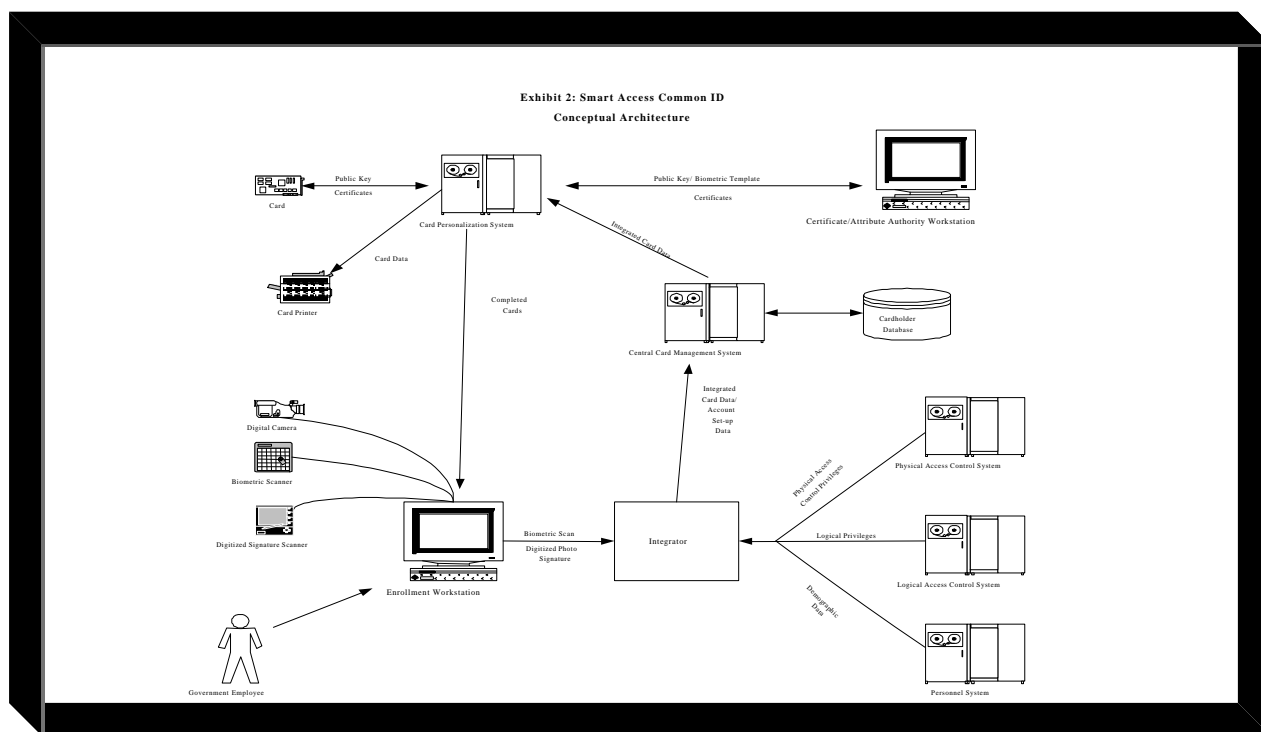 Exhibit 2: Smart Access Common ID
Conceptual Architecture
Public Key
Certificates
Card
Card Personalization System
Public Key/ Biometric Template
Certificates
Certificate/Attribute Authority Workstation
Integrated Card Data
Card Data
Card Printer
Completed
Cards
Cardholder
Database
Central Card Management System
Integrated
Card Data/
Account
Set-up
Data
Digital Camera
Biometric Scanner
Digitized Signature Scanner
Physical Access
Control Privileges
Physical Access Control System
Biometric Scan
Digitized Photo
Signature
Integrator
Logical Privileges
Logical Access Control System
Enrollment Workstation
Demographic
Data
Government Employee
Personnel System